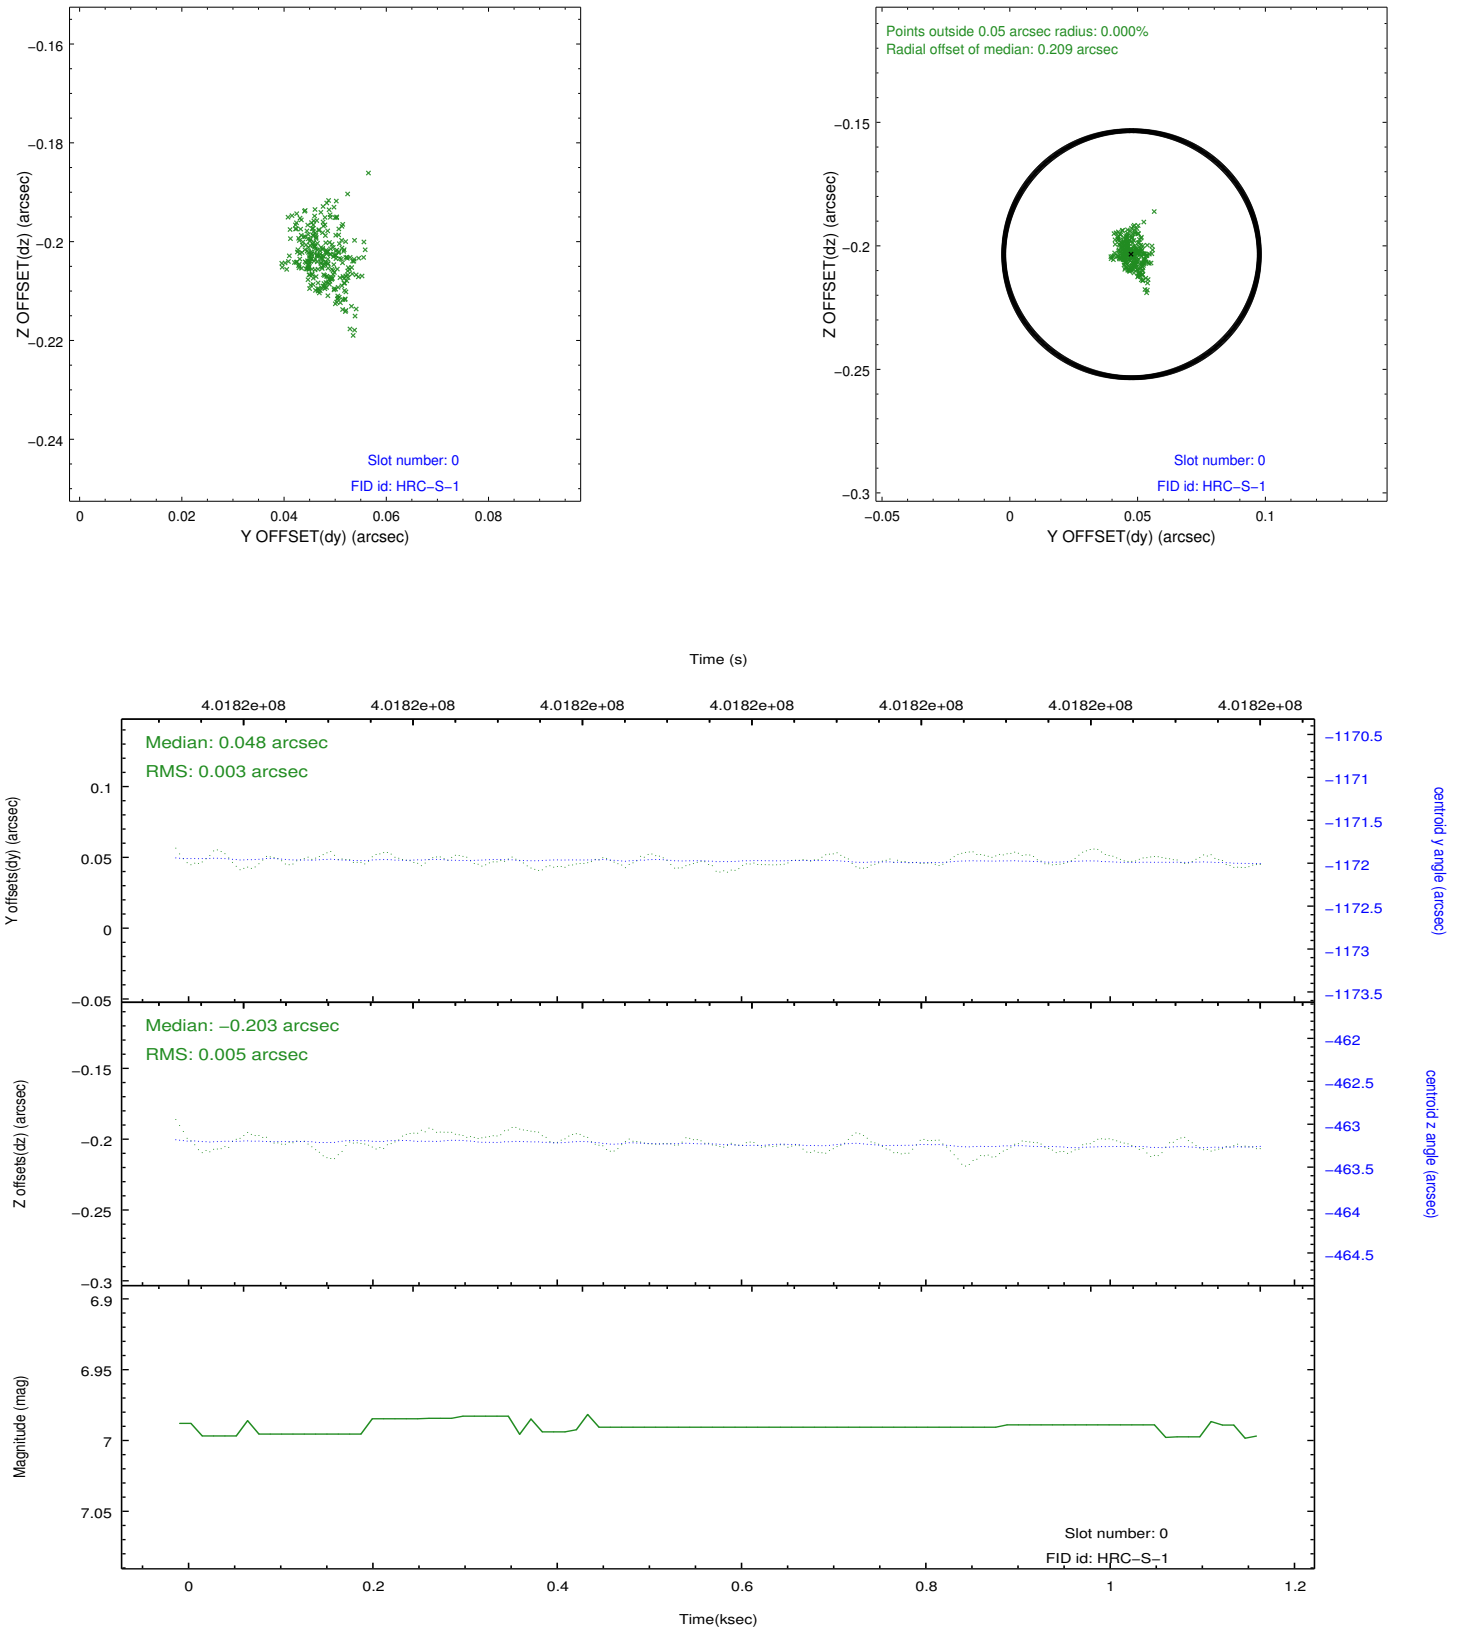 −0.16
−0.18
−0.2
−0.22
−0.24
Z OFFSET(dz) (arcsec)
Slot number: 0
FID id: HRC−S−1
0 0.02 0.04 0.06 0.08
Y OFFSET(dy) (arcsec)
Points outside 0.05 arcsec radius: 0.000%
Radial offset of median: 0.209 arcsec
−0.15
−0.2
−0.25
−0.3
Z OFFSET(dz) (arcsec)
Slot number: 0
FID id: HRC−S−1
−0.05 0 0.05 0.1
Y OFFSET(dy) (arcsec)
Time (s)
4.0182e+08 4.0182e+08 4.0182e+08 4.0182e+08 4.0182e+08 4.0182e+08 4.0182e+08
Median: 0.048 arcsec
RMS: 0.003 arcsec
0.1
0.05
0
−0.05
Y offsets(dy) (arcsec)
−1170.5
−1171
−1171.5
−1172
−1172.5
−1173
−1173.5
centroid y angle (arcsec)
Median: −0.203 arcsec
RMS: 0.005 arcsec
−0.15
−0.2
−0.25
−0.3
Z offsets(dz) (arcsec)
−462
−462.5
−463
−463.5
−464
−464.5
centroid z angle (arcsec)
6.9
6.95
7
7.05
Magnitude (mag)
Slot number: 0
FID id: HRC−S−1
0 0.2 0.4 0.6 0.8 1 1.2
Time(ksec)